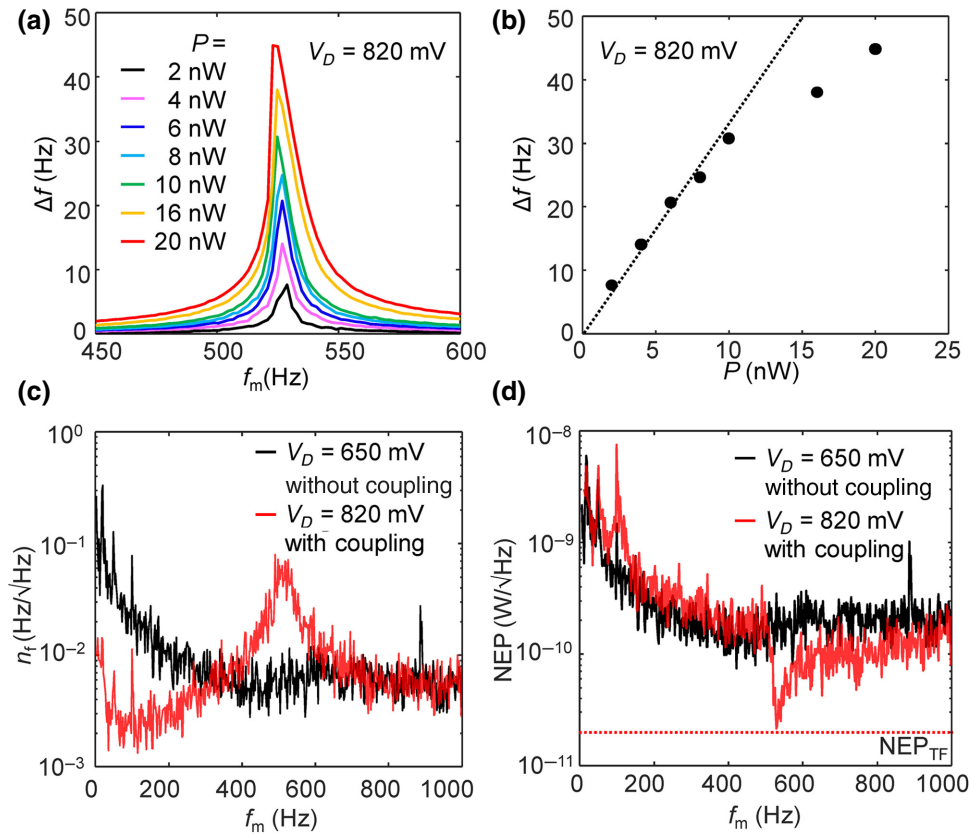 (a)
50
40
30
20
10
0
Δf (Hz)
P =
2 nW
4 nW
6 nW
8 nW
10 nW
16 nW
20 nW
V_D = 820 mV
450 500 550 600
f_m(Hz)
(b)
50
40
30
20
10
0
Δf (Hz)
V_D = 820 mV
0 5 10 15 20 25
P (nW)
(c)
10⁰
10⁻¹
10⁻²
10⁻³
n_f (Hz/√Hz)
V_D = 650 mV
without coupling
V_D = 820 mV
with coupling
0 200 400 600 800 1000
f_m (Hz)
(d)
10⁻⁸
10⁻⁹
10⁻¹⁰
10⁻¹¹
NEP (W/√Hz)
V_D = 650 mV
without coupling
V_D = 820 mV
with coupling
NEP_TF
0 200 400 600 800 1000
f_m (Hz)